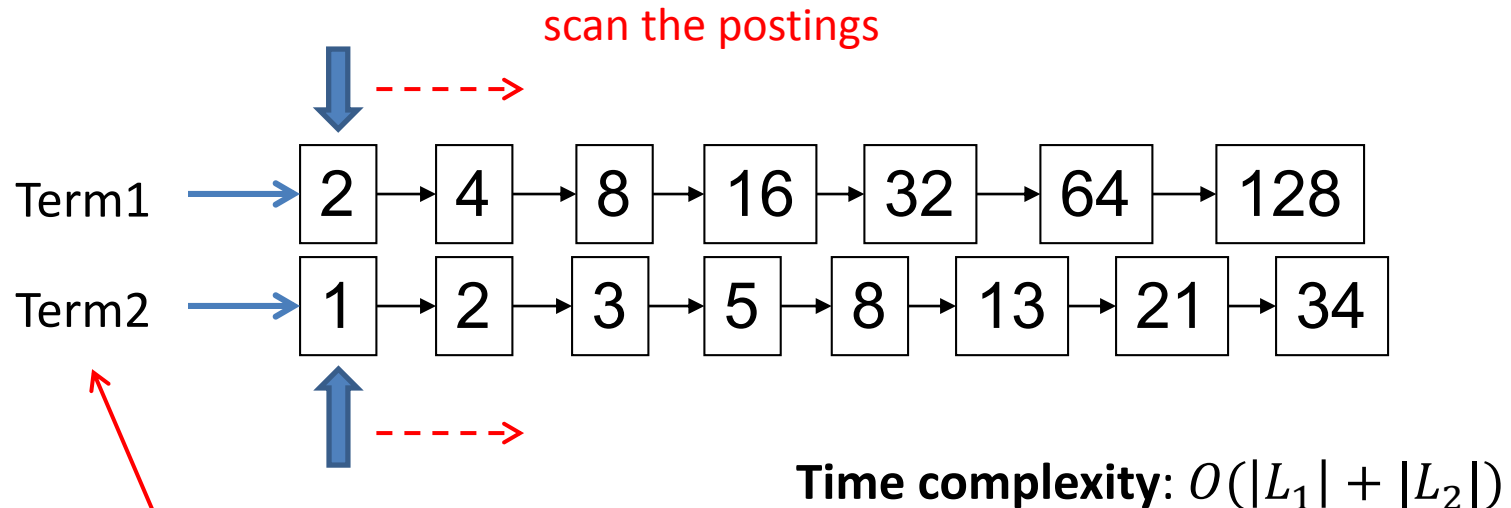 scan the postings
Term1 2 4 8 16 32 64 128
Term2 1 2 3 5 8 13 21 34
Time complexity: O(|L₁| + |L₂|)